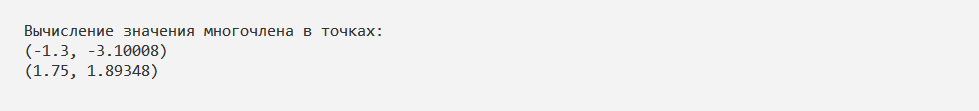 Вычисление значения многочлена в точках:
(-1.3, -3.10008)
(1.75, 1.89348)